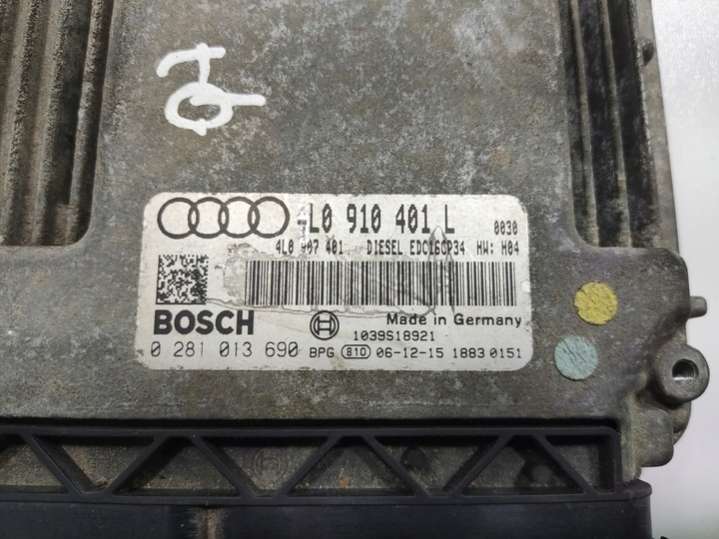 4L0 910 401 L 0030
4L0 907 401 DIESEL EDC16CP34 HW: H04
BOSCH Made in Germany
1039S18921
0 281 013 690 BPG 810 06-12-15 1883 0151